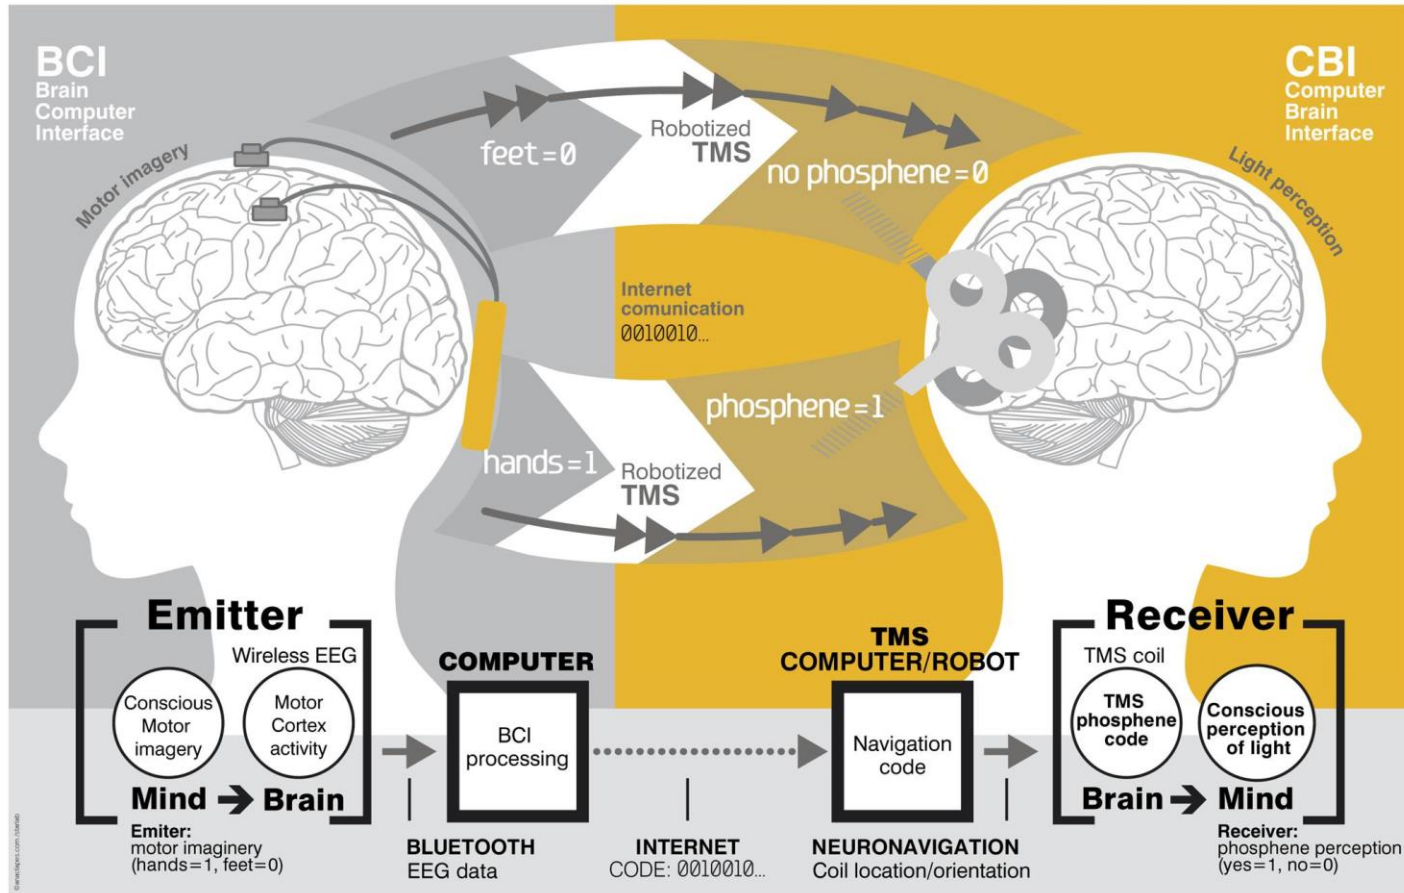 BCI
Brain
Computer
Interface
CBI
Computer
Brain
Interface
Motor imagery
feet=0
Robotized
TMS
no phosphene=0
Light perception
Internet
comunication
0010010...
phosphene=1
hands=1
Robotized
TMS
Emitter
Wireless EEG
Conscious
Motor
imagery
Motor
Cortex
activity
Mind → Brain
Emiter:
motor imaginery
(hands=1, feet=0)
COMPUTER
BCI
processing
BLUETOOTH
EEG data
INTERNET
CODE: 0010010...
TMS
COMPUTER/ROBOT
Navigation
code
NEURONAVIGATION
Coil location/orientation
Receiver
TMS coil
TMS
phosphene
code
Conscious
perception
of light
Brain → Mind
Receiver:
phosphene perception
(yes=1, no=0)